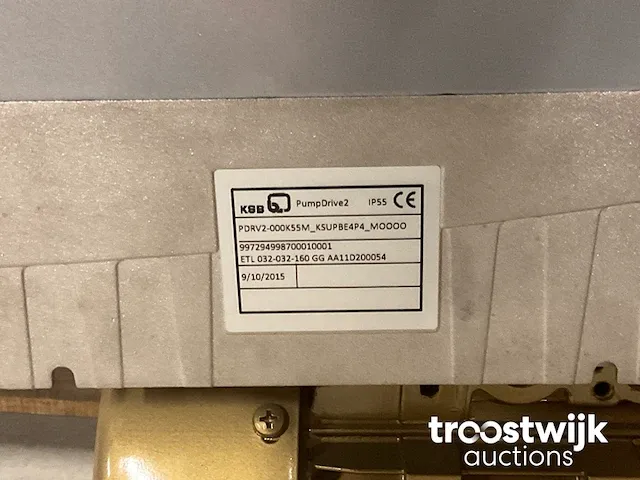 KSB PumpDrive2 IP55 CE
PDRV2-000K55M_KSUPBE4P4_MOOOO
997294998700010001
ETL 032-032-160 GG AA11D200054
9/10/2015
troostwijk
auctions